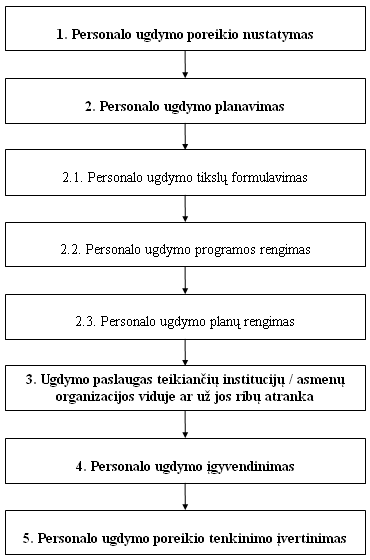 1. Personalo ugdymo poreikio nustatymas
2. Personalo ugdymo planavimas
2.1. Personalo ugdymo tikslų formulavimas
2.2. Personalo ugdymo programos rengimas
2.3. Personalo ugdymo planų rengimas
3. Ugdymo paslaugas teikiančių institucijų / asmenų
organizacijos viduje ar už jos ribų atranka
4. Personalo ugdymo įgyvendinimas
5. Personalo ugdymo poreikio tenkinimo įvertinimas